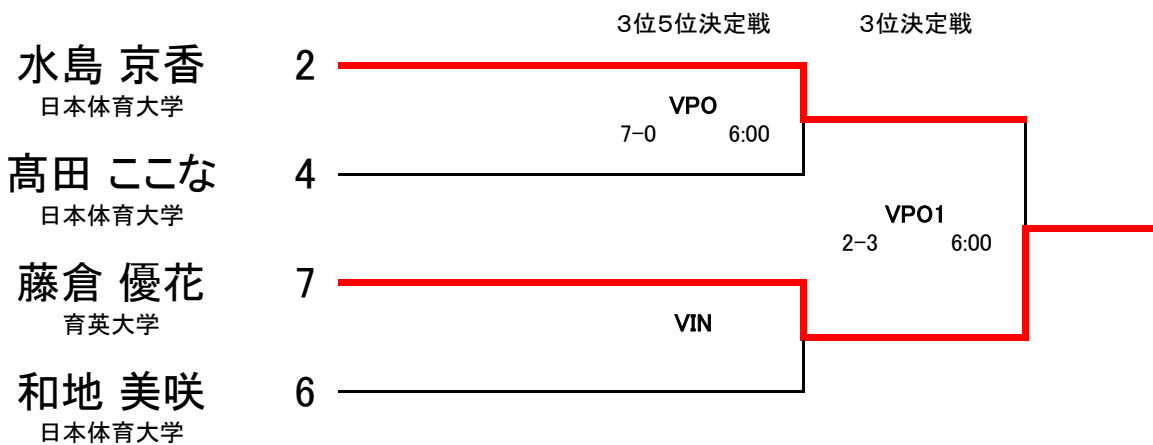 3位5位決定戦 3位決定戦
水島 京香 2
日本体育大学
VPO
7-0 6:00
髙田 ここな 4
日本体育大学
VPO1
2-3 6:00
藤倉 優花 7
育英大学
VIN
和地 美咲 6
日本体育大学